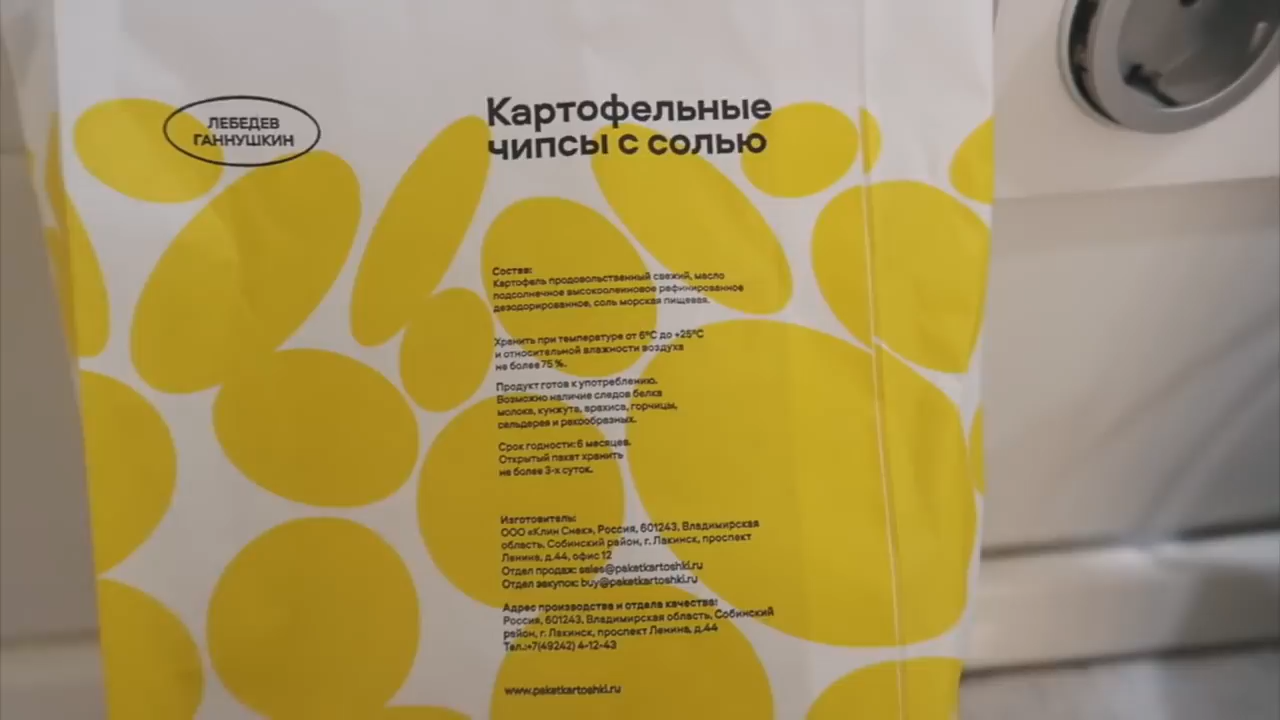 ЛЕБЕДЕВ
ГАННУШКИН
Картофельные
чипсы с солью
Состав:
Картофель продовольственный свежий, масло
подсолнечное высокоолеиновое рафинированное
дезодорированное, соль морская пищевая.
Хранить при температуре от 6°С до +25°С
и относительной влажности воздуха
не более 75 %.
Продукт готов к употреблению.
Возможно наличие следов белка
молока, кунжута, арахиса, горчицы,
сельдерея и ракообразных.
Срок годности: 6 месяцев.
Открытый пакет хранить
не более 3-х суток.
Изготовитель:
ООО «Клин Снек», Россия, 601243, Владимирская
область, Собинский район, г. Лакинск, проспект
Ленина, д.44, офис 12
Отдел продаж: sales@paketkartoshki.ru
Отдел закупок: buy@paketkartoshki.ru
Адрес производства и отдела качества:
Россия, 601243, Владимирская область, Собинский
район, г. Лакинск, проспект Ленина, д.44
Тел.:+7(49242) 4-12-43
www.paketkartoshki.ru